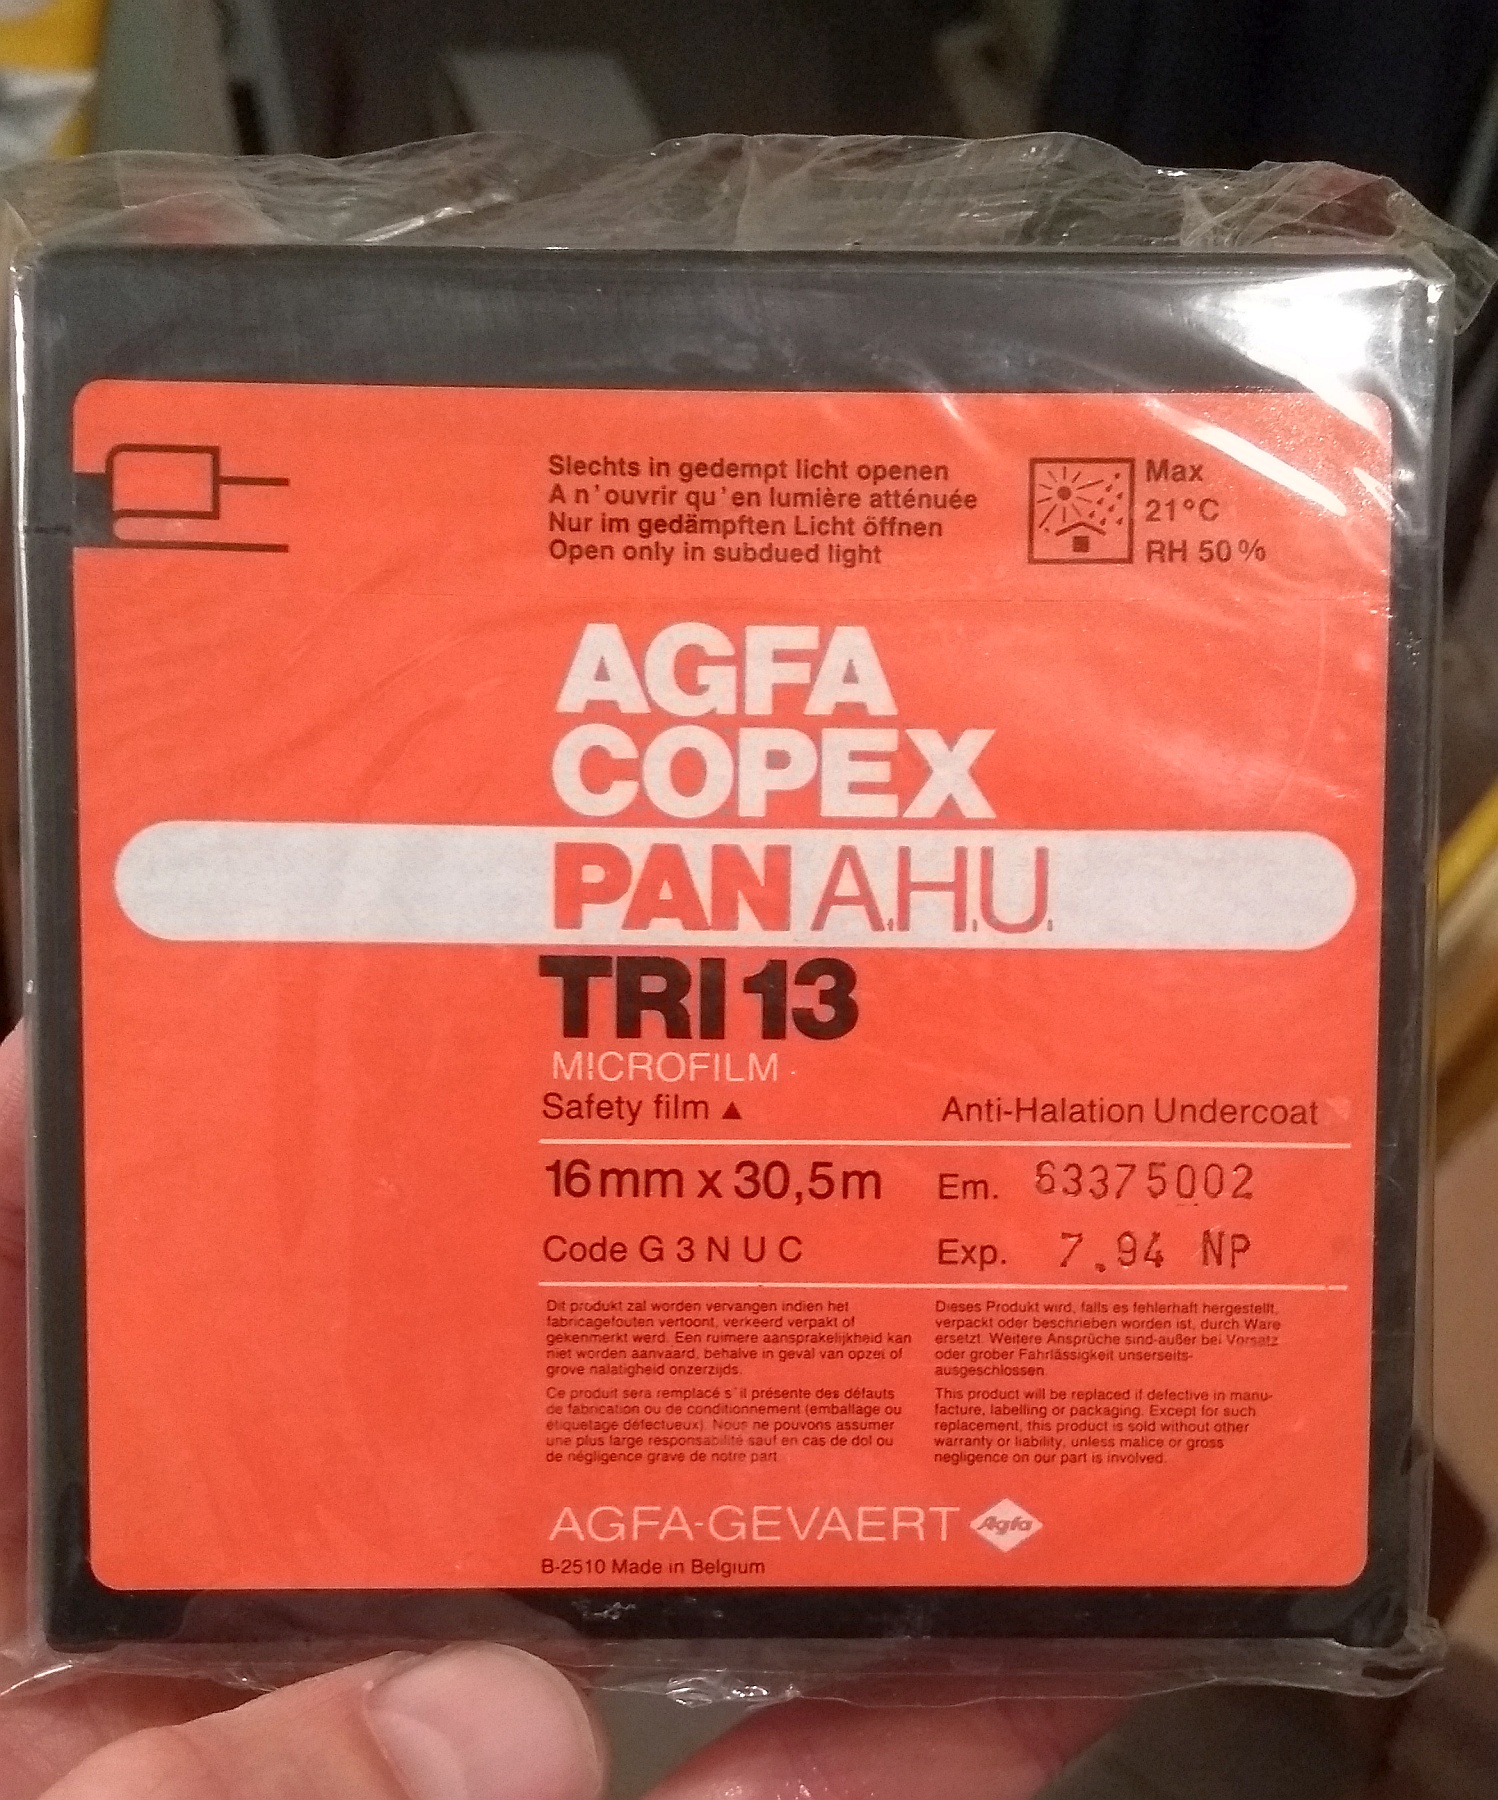 Slechts in gedempt licht openen
A n'ouvrir qu'en lumière atténuée
Nur im gedämpften Licht öffnen
Open only in subdued light
Max
21°C
RH 50%
AGFA
COPEX
PAN A.H.U.
TRI 13
MICROFILM
Safety film ▲
Anti-Halation Undercoat
16mm x 30,5m
Em. 63375002
Code G 3 N U C
Exp. 7.94 NP
Dit produkt zal worden vervangen indien het
fabricagefouten vertoont, verkeerd verpakt of
gekenmerkt werd. Een ruimere aansprakelijkheid kan
niet worden aanvaard, behalve in geval van opzet of
grove nalatigheid onzerzijds.
Ce produit sera remplacé s'il présente des défauts
de fabrication ou de conditionnement (emballage ou
étiquetage défectueux). Nous ne pouvons assumer
une plus large responsabilité sauf en cas de dol ou
de négligence grave de notre part.
Dieses Produkt wird, falls es fehlerhaft hergestellt,
verpackt oder beschrieben worden ist, durch Ware
ersetzt. Weitere Ansprüche sind-außer bei Vorsatz
oder grober Fahrlässigkeit unserseits-
ausgeschlossen.
This product will be replaced if defective in manu-
facture, labelling or packaging. Except for such
replacement, this product is sold without other
warranty or liability, unless malice or gross
negligence on our part is involved.
AGFA-GEVAERT Agfa
B-2510 Made in Belgium